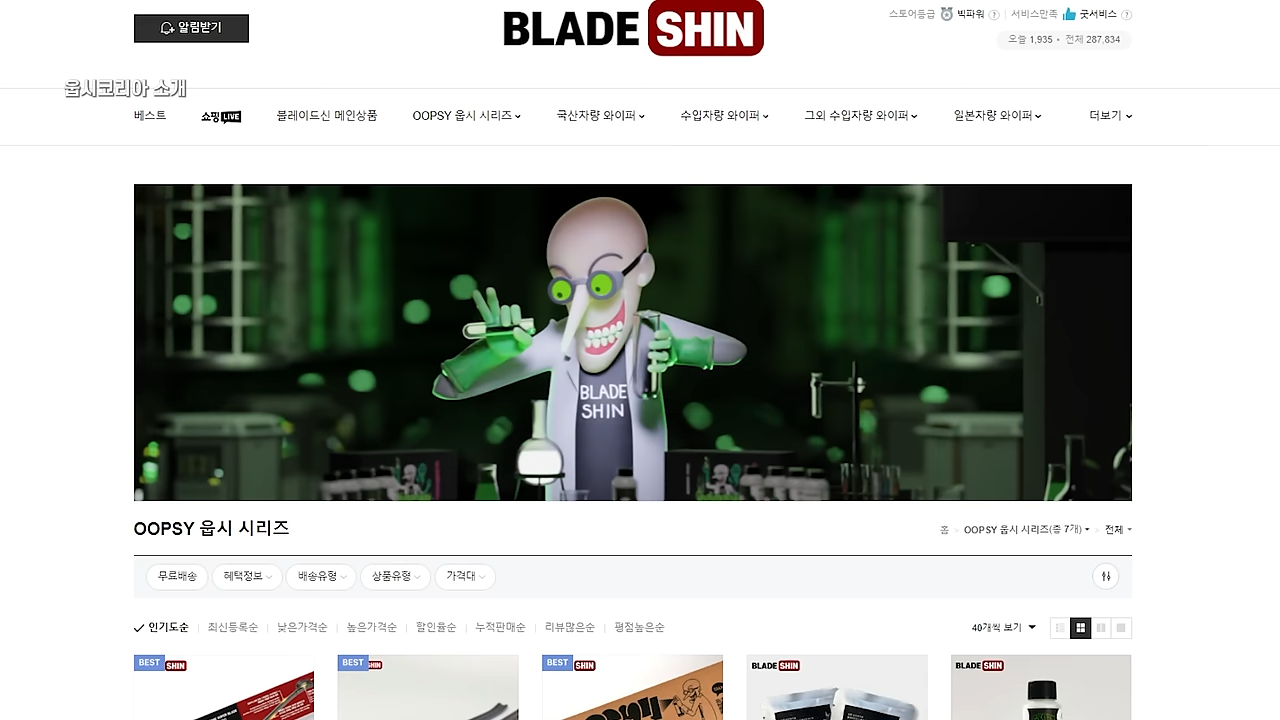 알림받기
BLADE SHIN
스토어등급 빅파워 ? 서비스만족 굿서비스 ?
오늘 1,935 • 전체 287,834
웁시코리아 소개
베스트 쇼핑LIVE 블레이드신 메인상품 OOPSY 웁시 시리즈 국산차량 와이퍼 수입차량 와이퍼 그외 수입차량 와이퍼 일본차량 와이퍼 더보기
BLADE
SHIN
OOPSY 웁시 시리즈
홈 > OOPSY 웁시 시리즈(총 7개) > 전체
무료배송 혜택정보 배송유형 상품유형 가격대
인기도순 최신등록순 낮은가격순 높은가격순 할인율순 누적판매순 리뷰많은순 평점높은순
40개씩 보기
BEST SHIN BEST SHIN BEST SHIN BLADE SHIN BLADE SHIN